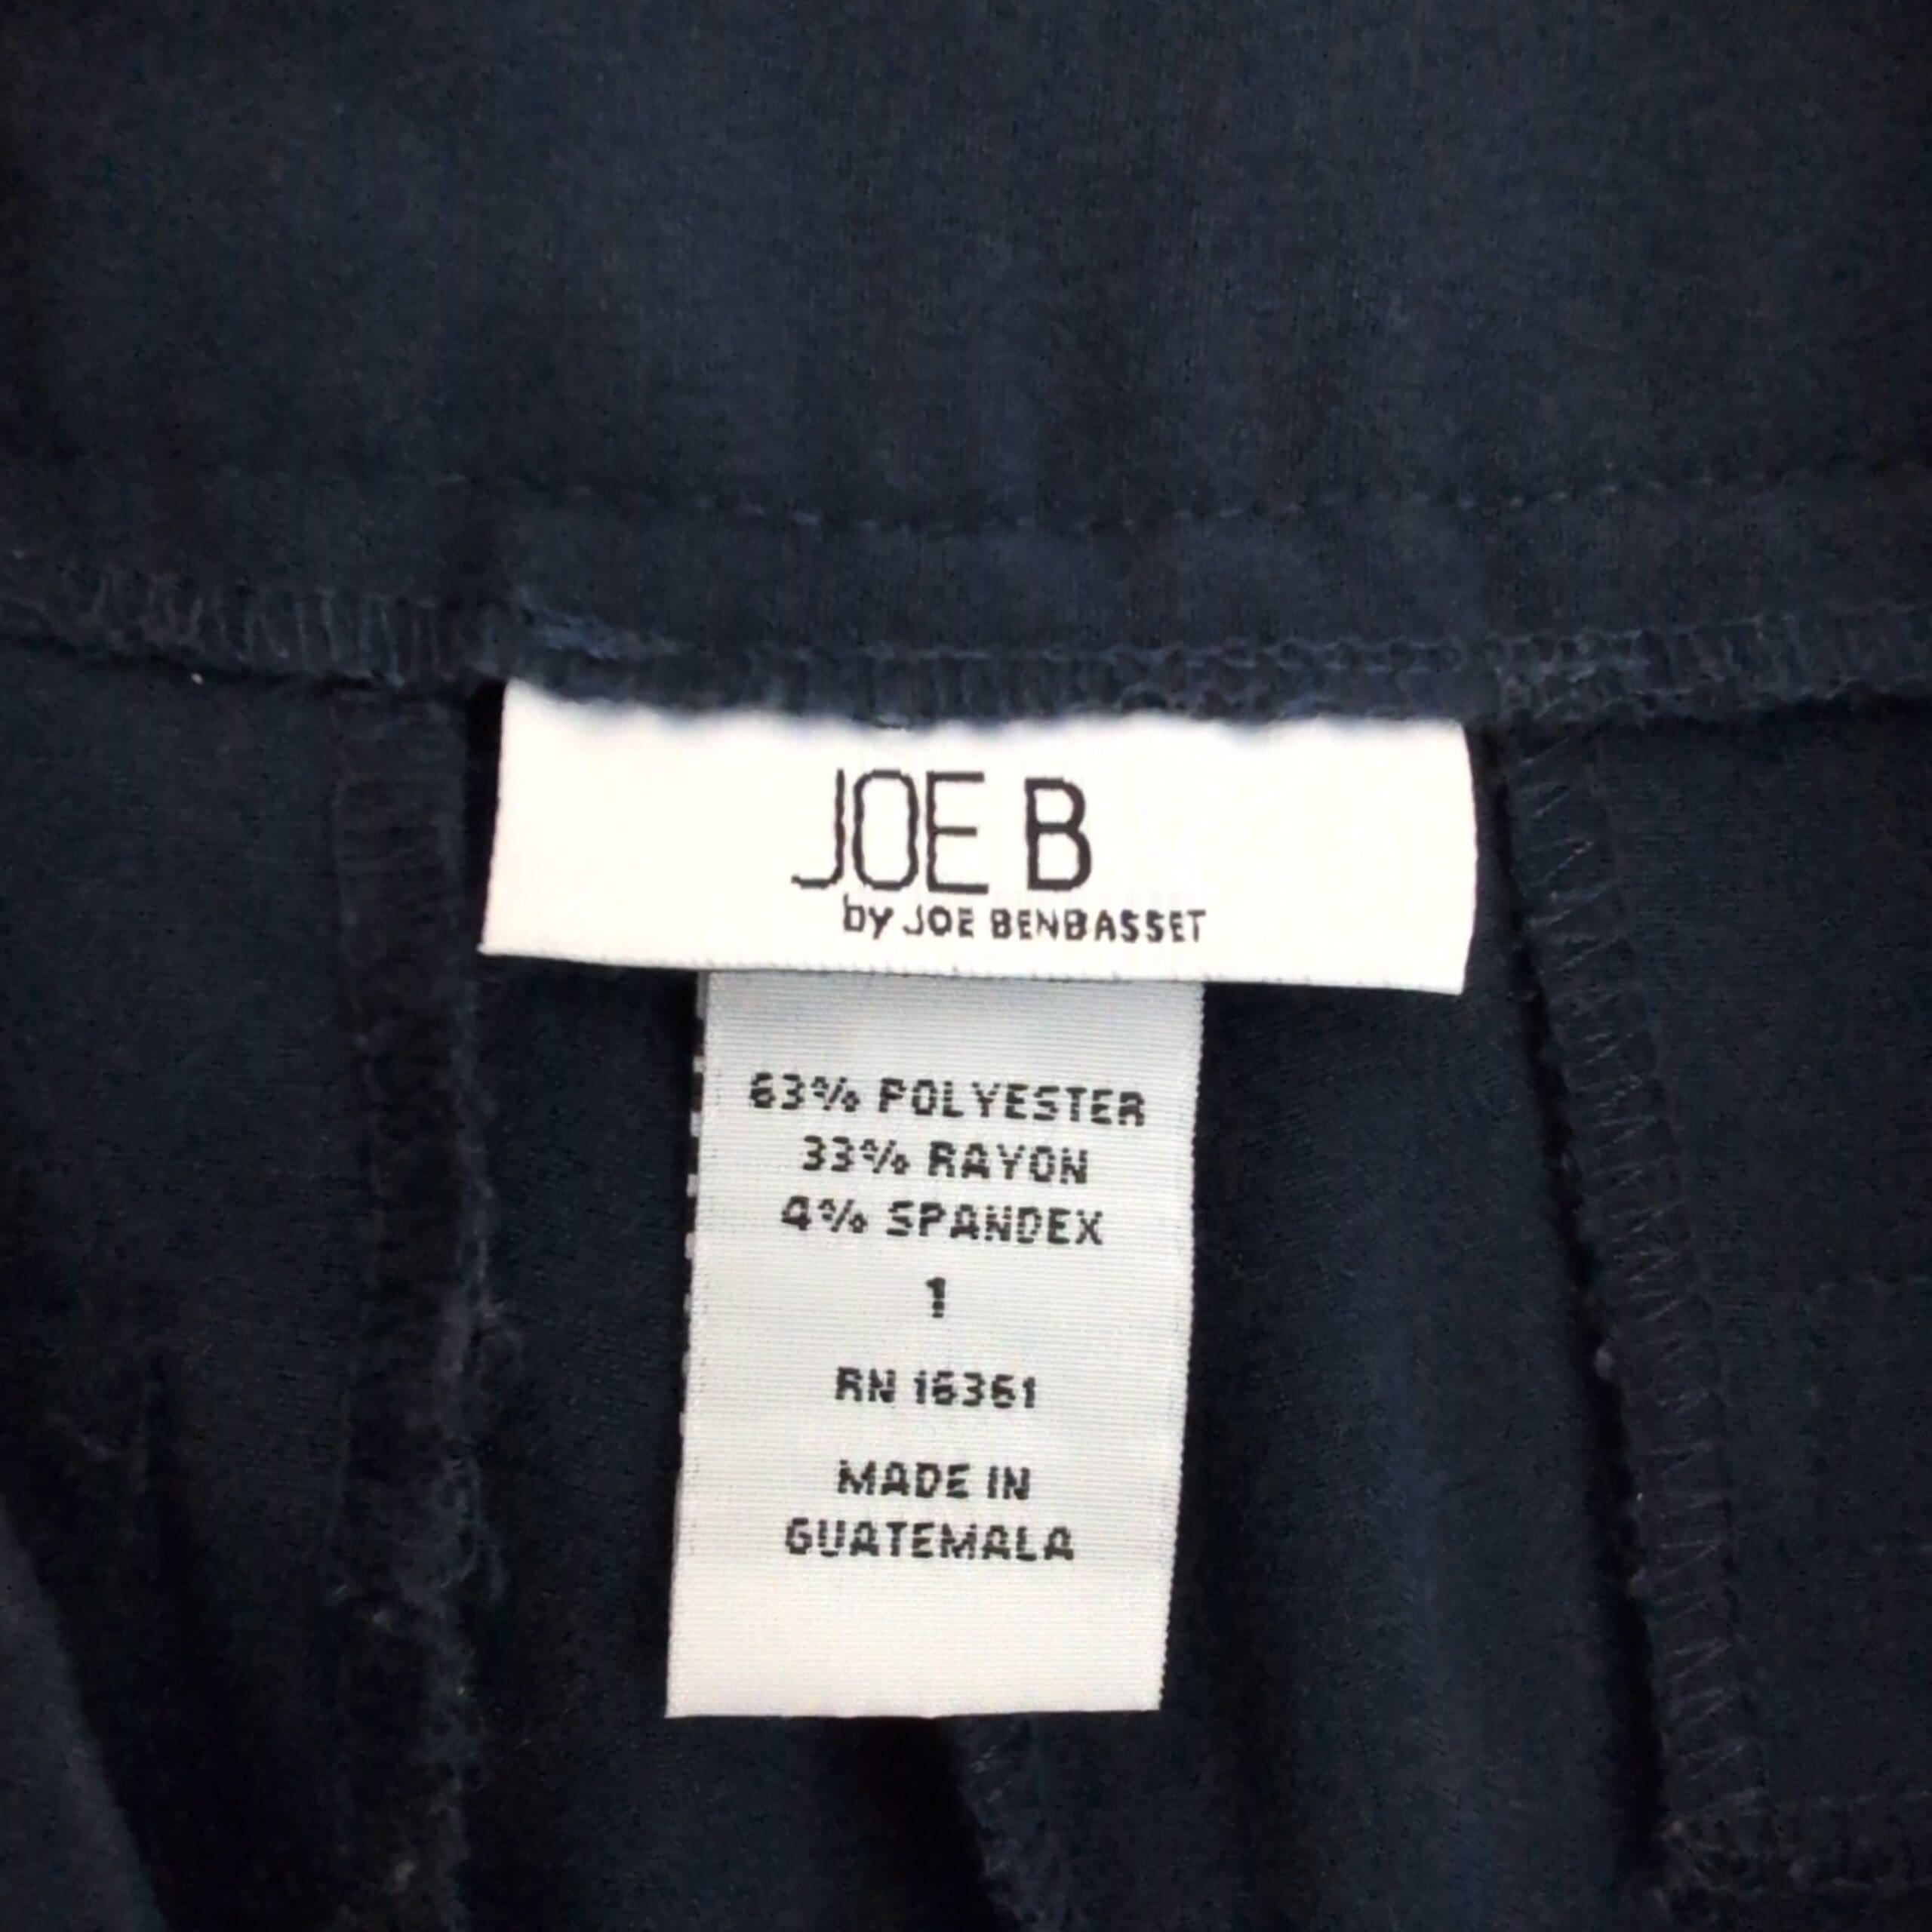 JOE B
by JOE BENBASSET
63% POLYESTER
33% RAYON
4% SPANDEX
1
RN 16361
MADE IN
GUATEMALA